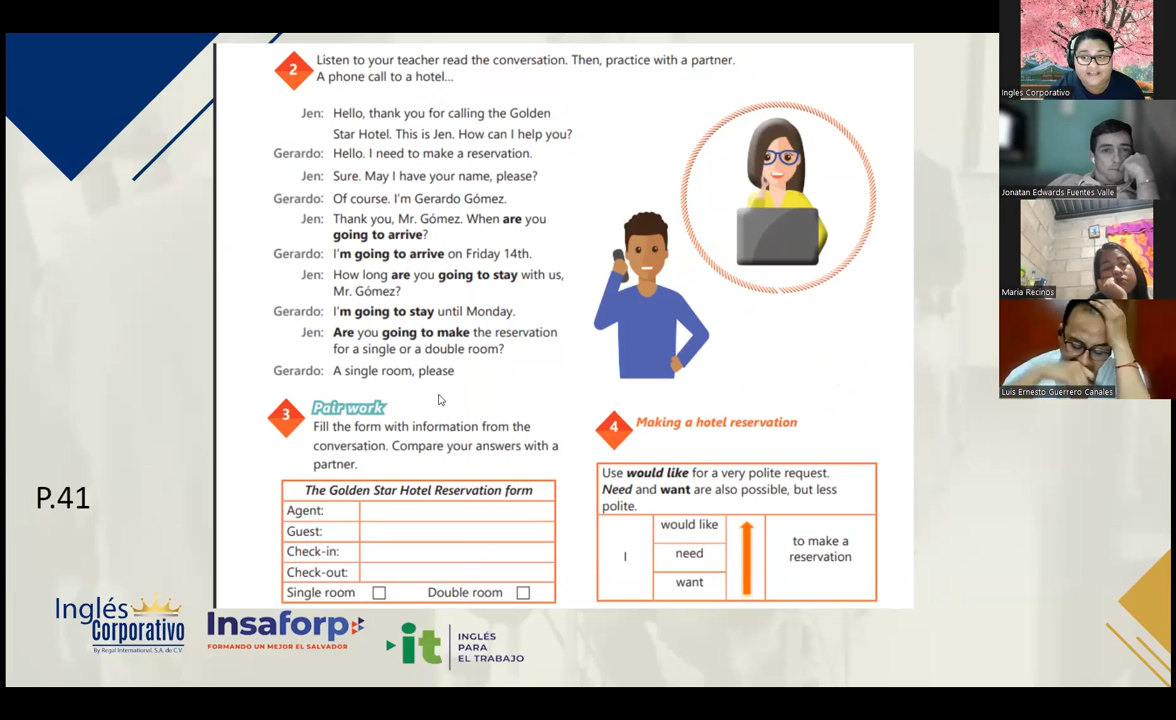 2
Listen to your teacher read the conversation. Then, practice with a partner.
A phone call to a hotel...
Jen: Hello, thank you for calling the Golden
Star Hotel. This is Jen. How can I help you?
Gerardo: Hello. I need to make a reservation.
Jen: Sure. May I have your name, please?
Gerardo: Of course. I'm Gerardo Gómez.
Jen: Thank you, Mr. Gómez. When are you
going to arrive?
Gerardo: I'm going to arrive on Friday 14th.
Jen: How long are you going to stay with us,
Mr. Gómez?
Gerardo: I'm going to stay until Monday.
Jen: Are you going to make the reservation
for a single or a double room?
Gerardo: A single room, please
3
Pair work
Fill the form with information from the
conversation. Compare your answers with a
partner.
The Golden Star Hotel Reservation form
Agent:
Guest:
Check-in:
Check-out:
Single room Double room
4
Making a hotel reservation
Use would like for a very polite request.
Need and want are also possible, but less
polite.
I
would like
need
want
to make a
reservation
P.41
Inglés
Corporativo
By Regal International, S.A. de C.V.
Insaforp
FORMANDO UN MEJOR EL SALVADOR
it
INGLÉS
PARA
EL TRABAJO
Ingles Corporativo
Jonatan Edwards Fuentes Valle
Maria Recinos
Luis Ernesto Guerrero Canales